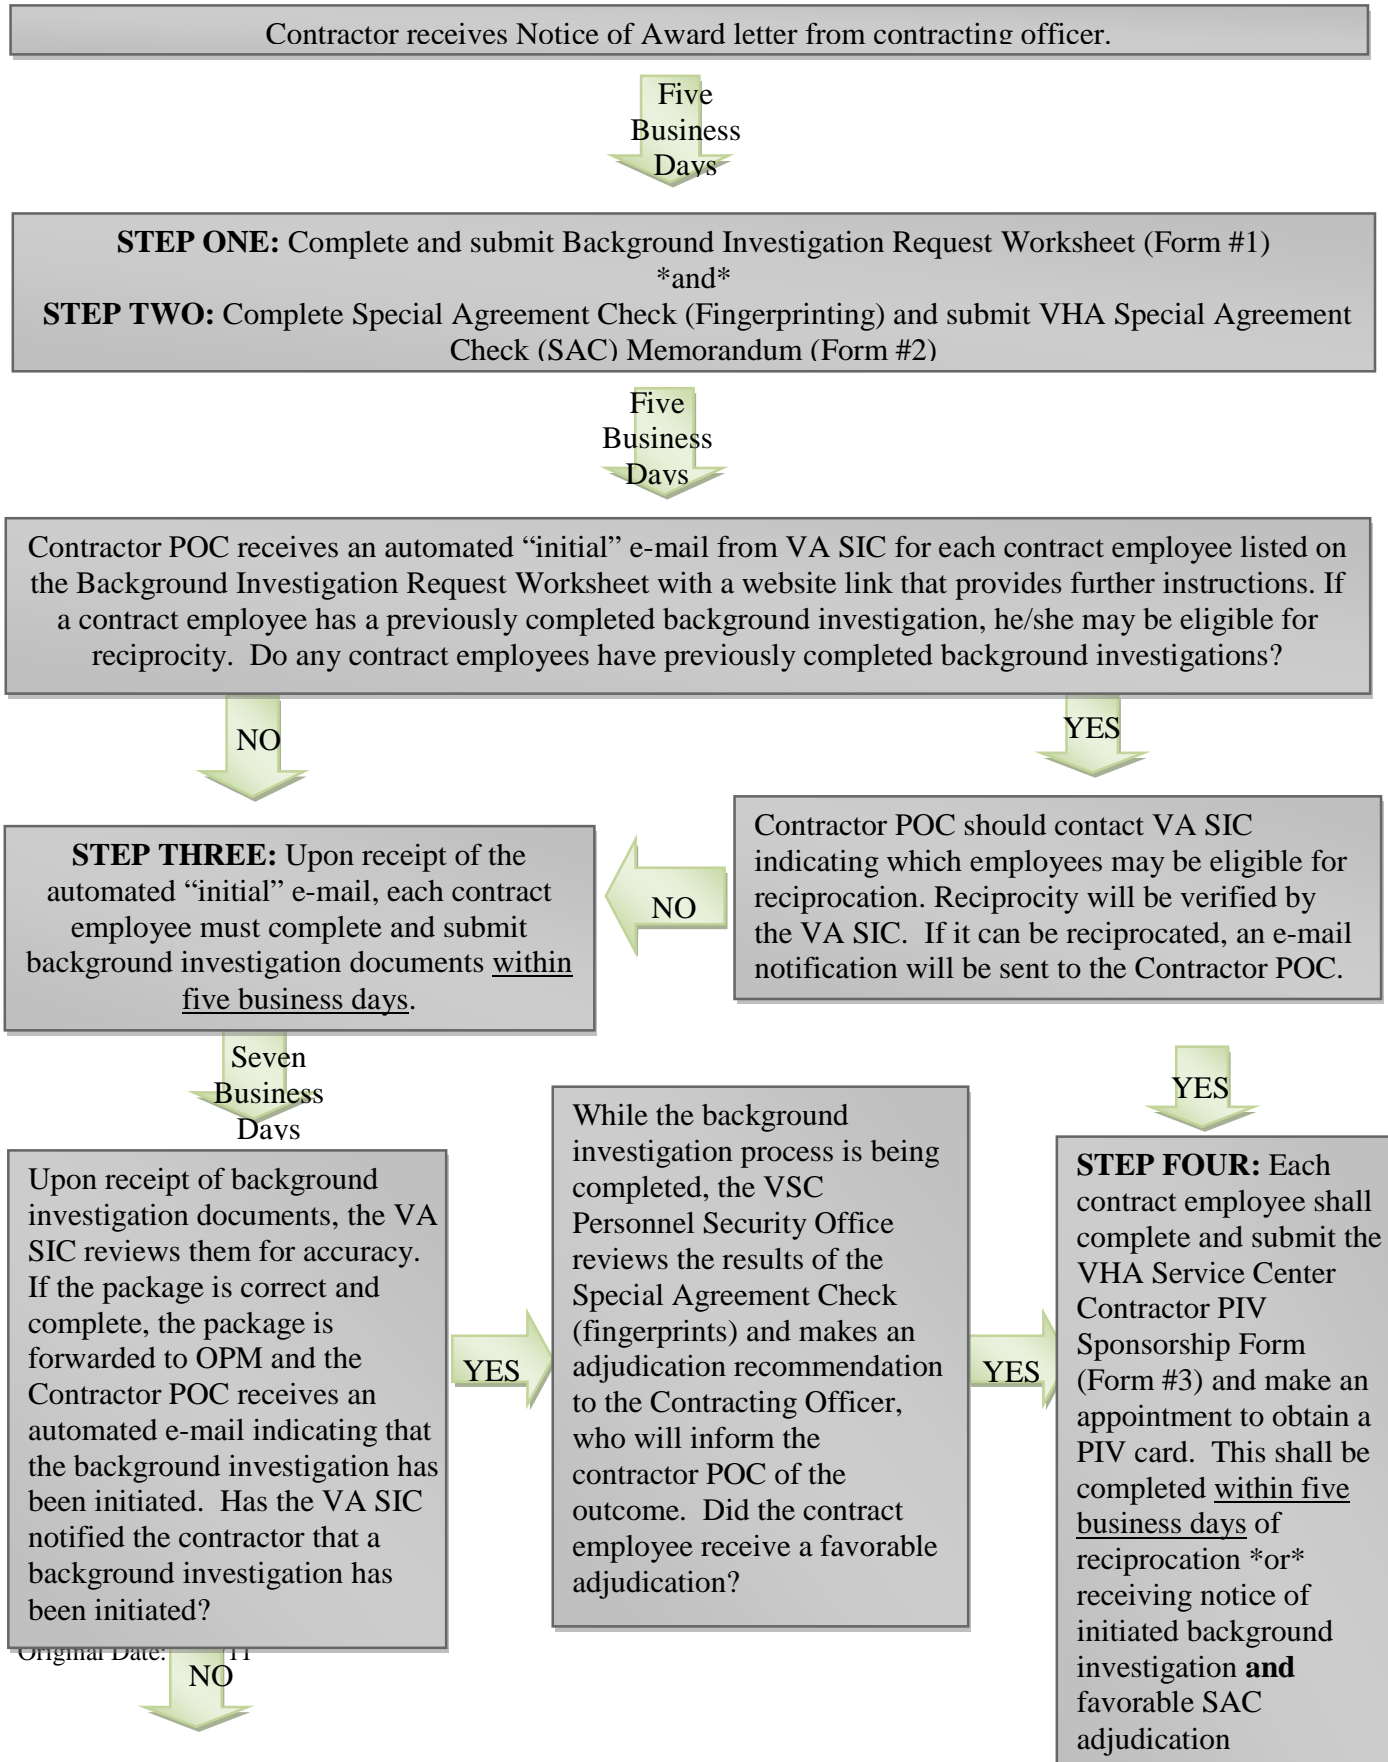 Contractor receives Notice of Award letter from contracting officer.
Five
Business
Days
STEP ONE: Complete and submit Background Investigation Request Worksheet (Form #1)
*and*
STEP TWO: Complete Special Agreement Check (Fingerprinting) and submit VHA Special Agreement
Check (SAC) Memorandum (Form #2)
Five
Business
Days
Contractor POC receives an automated “initial” e-mail from VA SIC for each contract employee listed on
the Background Investigation Request Worksheet with a website link that provides further instructions. If
a contract employee has a previously completed background investigation, he/she may be eligible for
reciprocity. Do any contract employees have previously completed background investigations?
NO
YES
STEP THREE: Upon receipt of the
automated “initial” e-mail, each contract
employee must complete and submit
background investigation documents within
five business days.
NO
Contractor POC should contact VA SIC
indicating which employees may be eligible for
reciprocation. Reciprocity will be verified by
the VA SIC. If it can be reciprocated, an e-mail
notification will be sent to the Contractor POC.
Seven
Business
Days
YES
Upon receipt of background
investigation documents, the VA
SIC reviews them for accuracy.
If the package is correct and
complete, the package is
forwarded to OPM and the
Contractor POC receives an
automated e-mail indicating that
the background investigation has
been initiated. Has the VA SIC
notified the contractor that a
background investigation has
been initiated?
YES
While the background
investigation process is being
completed, the VSC
Personnel Security Office
reviews the results of the
Special Agreement Check
(fingerprints) and makes an
adjudication recommendation
to the Contracting Officer,
who will inform the
contractor POC of the
outcome. Did the contract
employee receive a favorable
adjudication?
YES
STEP FOUR: Each
contract employee shall
complete and submit the
VHA Service Center
Contractor PIV
Sponsorship Form
(Form #3) and make an
appointment to obtain a
PIV card. This shall be
completed within five
business days of
reciprocation *or*
receiving notice of
initiated background
investigation and
favorable SAC
adjudication
Original Date: 11
NO